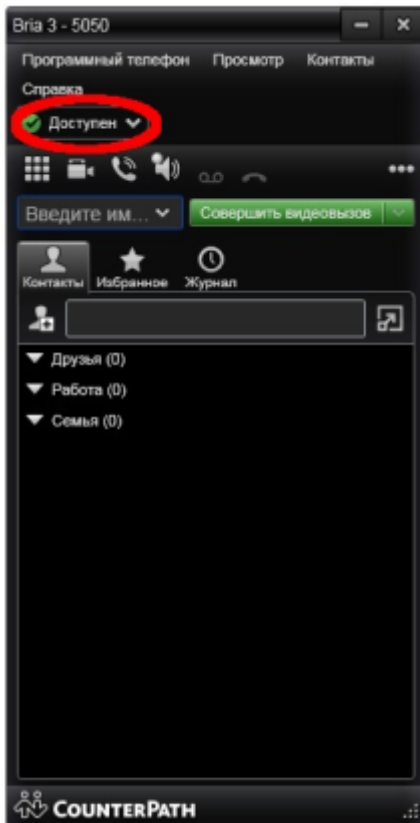 Bria 3 - 5050
Программный телефон Просмотр Контакты
Справка
Доступен
Введите им... Совершить видеовызов
Контакты Избранное Журнал
Друзья (0)
Работа (0)
Семья (0)
COUNTERPATH